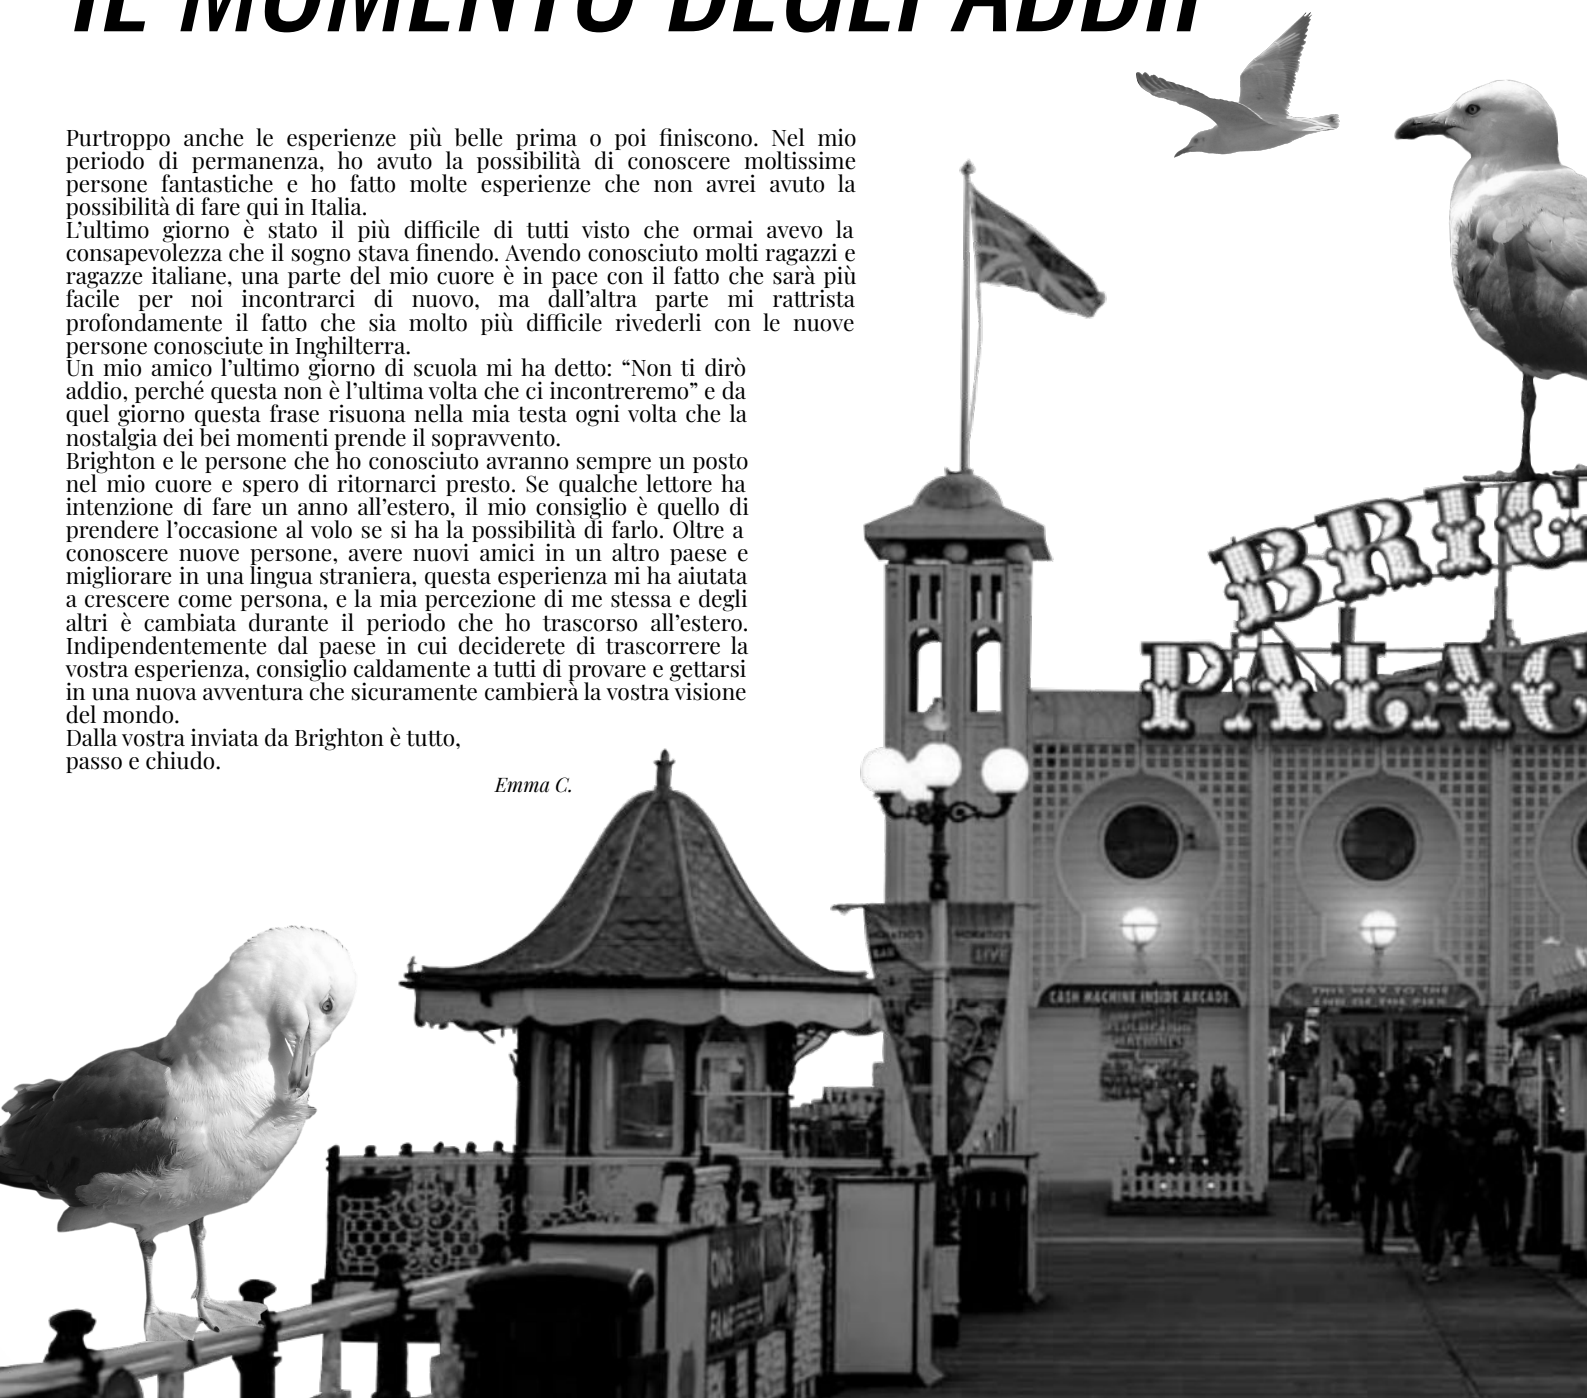 IL MOMENTO DEGLI ADDII
Purtroppo anche le esperienze più belle prima o poi finiscono. Nel mio
periodo di permanenza, ho avuto la possibilità di conoscere moltissime
persone fantastiche e ho fatto molte esperienze che non avrei avuto la
possibilità di fare qui in Italia.
L’ultimo giorno è stato il più difficile di tutti visto che ormai avevo la
consapevolezza che il sogno stava finendo. Avendo conosciuto molti ragazzi e
ragazze italiane, una parte del mio cuore è in pace con il fatto che sarà più
facile per noi incontrarci di nuovo, ma dall’altra parte mi rattrista
profondamente il fatto che sia molto più difficile rivederli con le nuove
persone conosciute in Inghilterra.
Un mio amico l’ultimo giorno di scuola mi ha detto: “Non ti dirò
addio, perché questa non è l’ultima volta che ci incontreremo” e da
quel giorno questa frase risuona nella mia testa ogni volta che la
nostalgia dei bei momenti prende il sopravvento.
Brighton e le persone che ho conosciuto avranno sempre un posto
nel mio cuore e spero di ritornarci presto. Se qualche lettore ha
intenzione di fare un anno all’estero, il mio consiglio è quello di
prendere l’occasione al volo se si ha la possibilità di farlo. Oltre a
conoscere nuove persone, avere nuovi amici in un altro paese e
migliorare in una lingua straniera, questa esperienza mi ha aiutata
a crescere come persona, e la mia percezione di me stessa e degli
altri è cambiata durante il periodo che ho trascorso all’estero.
Indipendentemente dal paese in cui deciderete di trascorrere la
vostra esperienza, consiglio caldamente a tutti di provare e gettarsi
in una nuova avventura che sicuramente cambierà la vostra visione
del mondo.
Dalla vostra inviata da Brighton è tutto,
passo e chiudo.
Emma C.
BRIG
PALAC
HORATIO'S
BAR
HORATIO'S
LIVE
CASH MACHINE INSIDE ARCADE
THIS WAY TO THE
END OF THE PIER